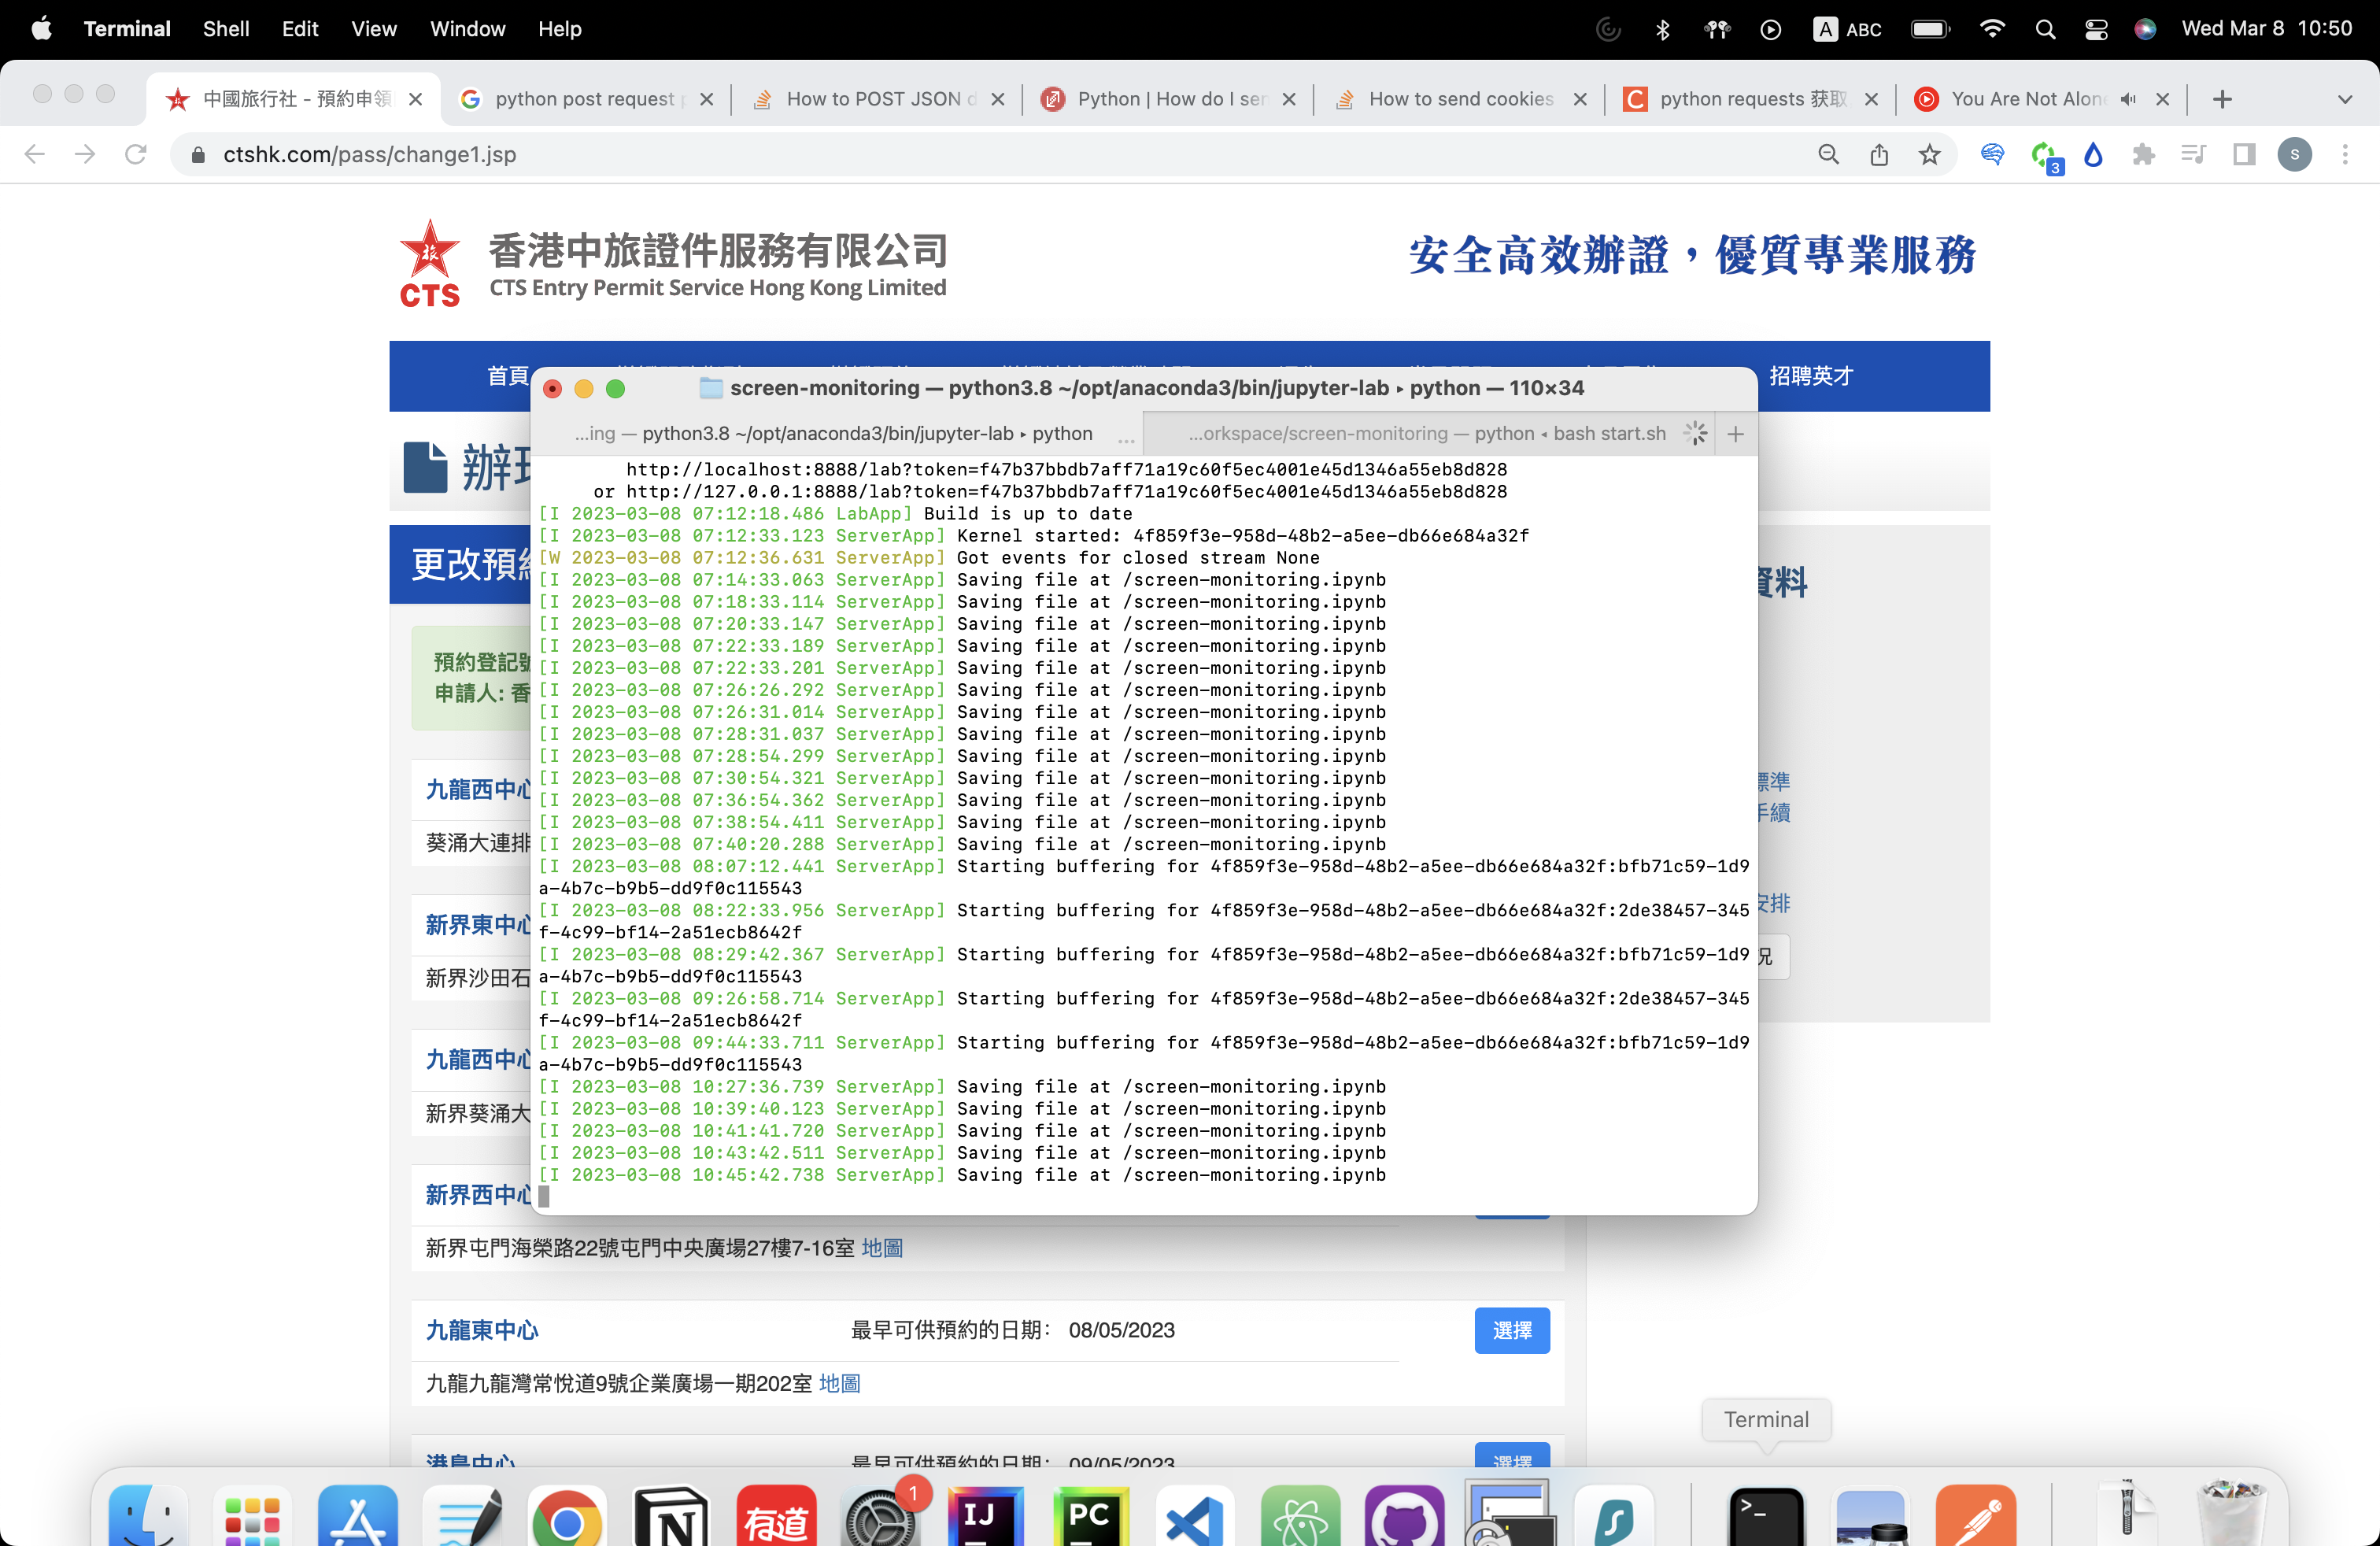 Terminal Shell Edit View Window Help
A ABC Wed Mar 8 10:50
中國旅行社 - 預約申領
python post request
How to POST JSON
Python | How do I
How to send cookies
python requests 获取
You Are Not
ctshk.com/pass/change1.jsp
3
S
香港中旅證件服務有限公司
CTS
CTS Entry Permit Service Hong Kong Limited
安全高效辦證，優質專業服務
首頁
招聘英才
screen-monitoring — python3.8 ~/opt/anaconda3/bin/jupyter-lab ▸ python — 110×34
...ing — python3.8 ~/opt/anaconda3/bin/jupyter-lab ▸ python ...
...orkspace/screen-monitoring — python ◂ bash start.sh
http://localhost:8888/lab?token=f47b37bbdb7aff71a19c60f5ec4001e45d1346a55eb8d828
or http://127.0.0.1:8888/lab?token=f47b37bbdb7aff71a19c60f5ec4001e45d1346a55eb8d828
[I 2023-03-08 07:12:18.486 LabApp] Build is up to date
[I 2023-03-08 07:12:33.123 ServerApp] Kernel started: 4f859f3e-958d-48b2-a5ee-db66e684a32f
[W 2023-03-08 07:12:36.631 ServerApp] Got events for closed stream None
[I 2023-03-08 07:14:33.063 ServerApp] Saving file at /screen-monitoring.ipynb
[I 2023-03-08 07:18:33.114 ServerApp] Saving file at /screen-monitoring.ipynb
[I 2023-03-08 07:20:33.147 ServerApp] Saving file at /screen-monitoring.ipynb
[I 2023-03-08 07:22:33.189 ServerApp] Saving file at /screen-monitoring.ipynb
[I 2023-03-08 07:22:33.201 ServerApp] Saving file at /screen-monitoring.ipynb
[I 2023-03-08 07:26:26.292 ServerApp] Saving file at /screen-monitoring.ipynb
[I 2023-03-08 07:26:31.014 ServerApp] Saving file at /screen-monitoring.ipynb
[I 2023-03-08 07:28:31.037 ServerApp] Saving file at /screen-monitoring.ipynb
[I 2023-03-08 07:28:54.299 ServerApp] Saving file at /screen-monitoring.ipynb
[I 2023-03-08 07:30:54.321 ServerApp] Saving file at /screen-monitoring.ipynb
[I 2023-03-08 07:36:54.362 ServerApp] Saving file at /screen-monitoring.ipynb
[I 2023-03-08 07:38:54.411 ServerApp] Saving file at /screen-monitoring.ipynb
[I 2023-03-08 07:40:20.288 ServerApp] Saving file at /screen-monitoring.ipynb
[I 2023-03-08 08:07:12.441 ServerApp] Starting buffering for 4f859f3e-958d-48b2-a5ee-db66e684a32f:bfb71c59-1d9
a-4b7c-b9b5-dd9f0c115543
[I 2023-03-08 08:22:33.956 ServerApp] Starting buffering for 4f859f3e-958d-48b2-a5ee-db66e684a32f:2de38457-345
f-4c99-bf14-2a51ecb8642f
[I 2023-03-08 08:29:42.367 ServerApp] Starting buffering for 4f859f3e-958d-48b2-a5ee-db66e684a32f:bfb71c59-1d9
a-4b7c-b9b5-dd9f0c115543
[I 2023-03-08 09:26:58.714 ServerApp] Starting buffering for 4f859f3e-958d-48b2-a5ee-db66e684a32f:2de38457-345
f-4c99-bf14-2a51ecb8642f
[I 2023-03-08 09:44:33.711 ServerApp] Starting buffering for 4f859f3e-958d-48b2-a5ee-db66e684a32f:bfb71c59-1d9
a-4b7c-b9b5-dd9f0c115543
[I 2023-03-08 10:27:36.739 ServerApp] Saving file at /screen-monitoring.ipynb
[I 2023-03-08 10:39:40.123 ServerApp] Saving file at /screen-monitoring.ipynb
[I 2023-03-08 10:41:41.720 ServerApp] Saving file at /screen-monitoring.ipynb
[I 2023-03-08 10:43:42.511 ServerApp] Saving file at /screen-monitoring.ipynb
[I 2023-03-08 10:45:42.738 ServerApp] Saving file at /screen-monitoring.ipynb
辦
更改預
資料
預約登記
申請人: 香
九龍西中
標準
手續
葵涌大連排
新界東中
安排
況
新界沙田石
九龍西中
新界葵涌大
新界西中
新界屯門海榮路22號屯門中央廣場27樓7-16室 地圖
九龍東中心 最早可供預約的日期： 08/05/2023 選擇
九龍九龍灣常悅道9號企業廣場一期202室 地圖
港島中心 最早可供預約的日期： 09/05/2023 選擇
Terminal
1
有道
IJ
PC